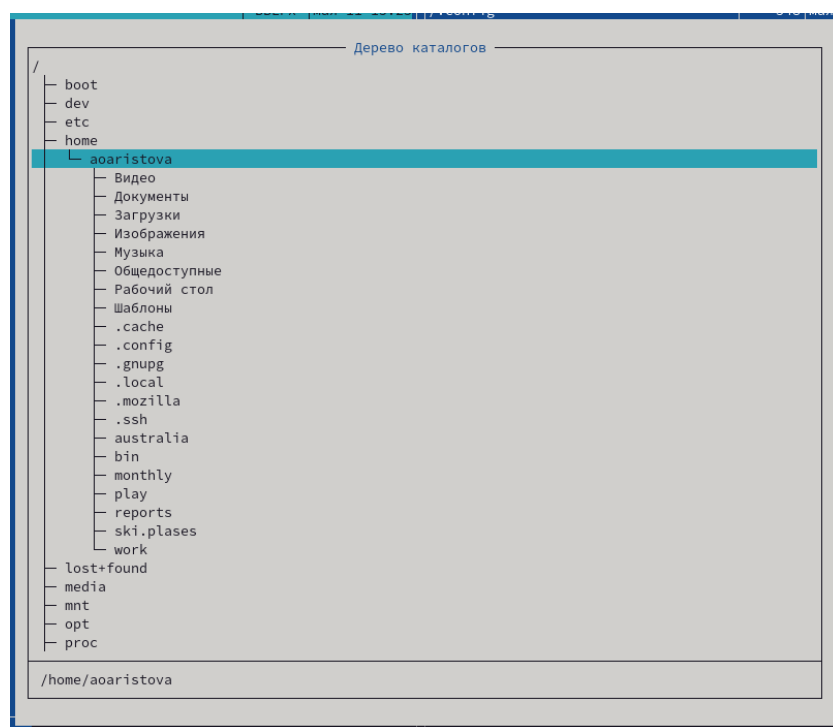 Дерево каталогов
/
boot
dev
etc
home
aoaristova
Видео
Документы
Загрузки
Изображения
Музыка
Общедоступные
Рабочий стол
Шаблоны
.cache
.config
.gnupg
.local
.mozilla
.ssh
australia
bin
monthly
play
reports
ski.plases
work
lost+found
media
mnt
opt
proc
/home/aoaristova